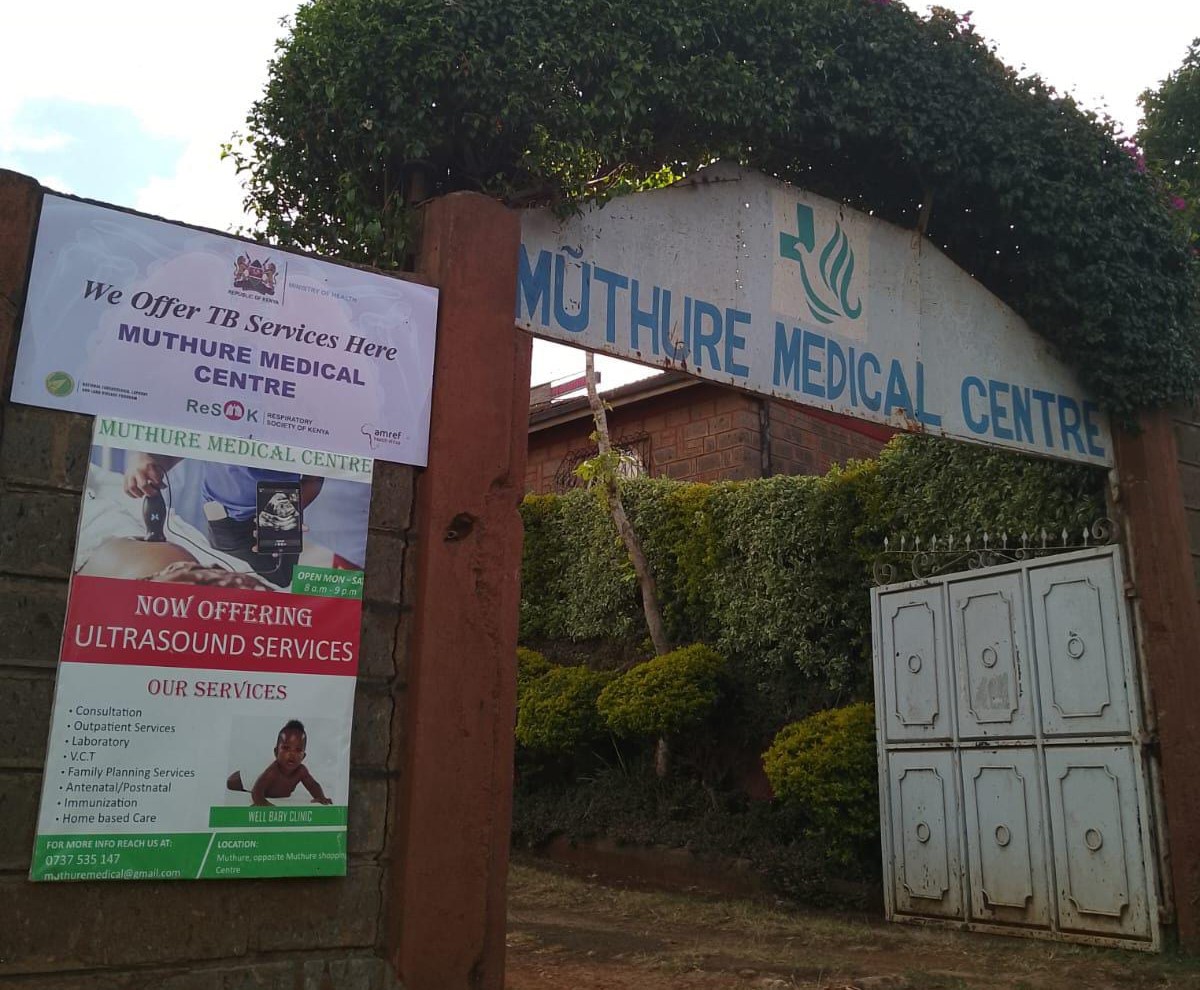 REPUBLIC OF KENYA
MINISTRY OF HEALTH
We Offer TB Services Here
MUTHURE MEDICAL
CENTRE
ReSOK
RESPIRATORY
SOCIETY OF KENYA
amref
MUTHURE MEDICAL CENTRE
OPEN MON - SA
8 a.m - 9 p.m
NOW OFFERING
ULTRASOUND SERVICES
OUR SERVICES
• Consultation
• Outpatient Services
• Laboratory
• V.C.T
• Family Planning Services
• Antenatal/Postnatal
• Immunization
• Home based Care
WELL BABY CLINIC
FOR MORE INFO REACH US AT:
0737 535 147
muthuremedical@gmail.com
LOCATION:
Muthure, opposite Muthure shopping
Centre
MŨTHURE MEDICAL CENTRE